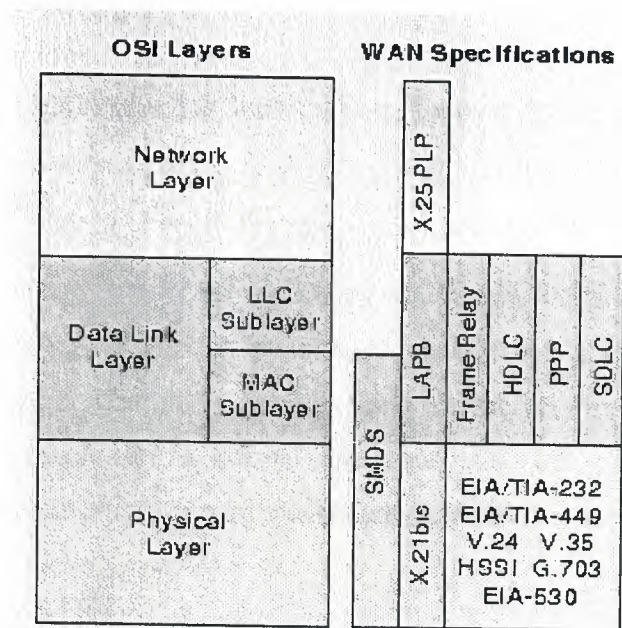 OSI Layers
WAN Specifications
Network
Layer
X.25 PLP
Data Link
Layer
LLC
Sublayer
MAC
Sublayer
SMDS
LAPB
Frame Relay
HDLC
PPP
SDLC
Physical
Layer
X.21bis
EIA/TIA-232
EIA/TIA-449
V.24 V.35
HSSI G.703
EIA-530